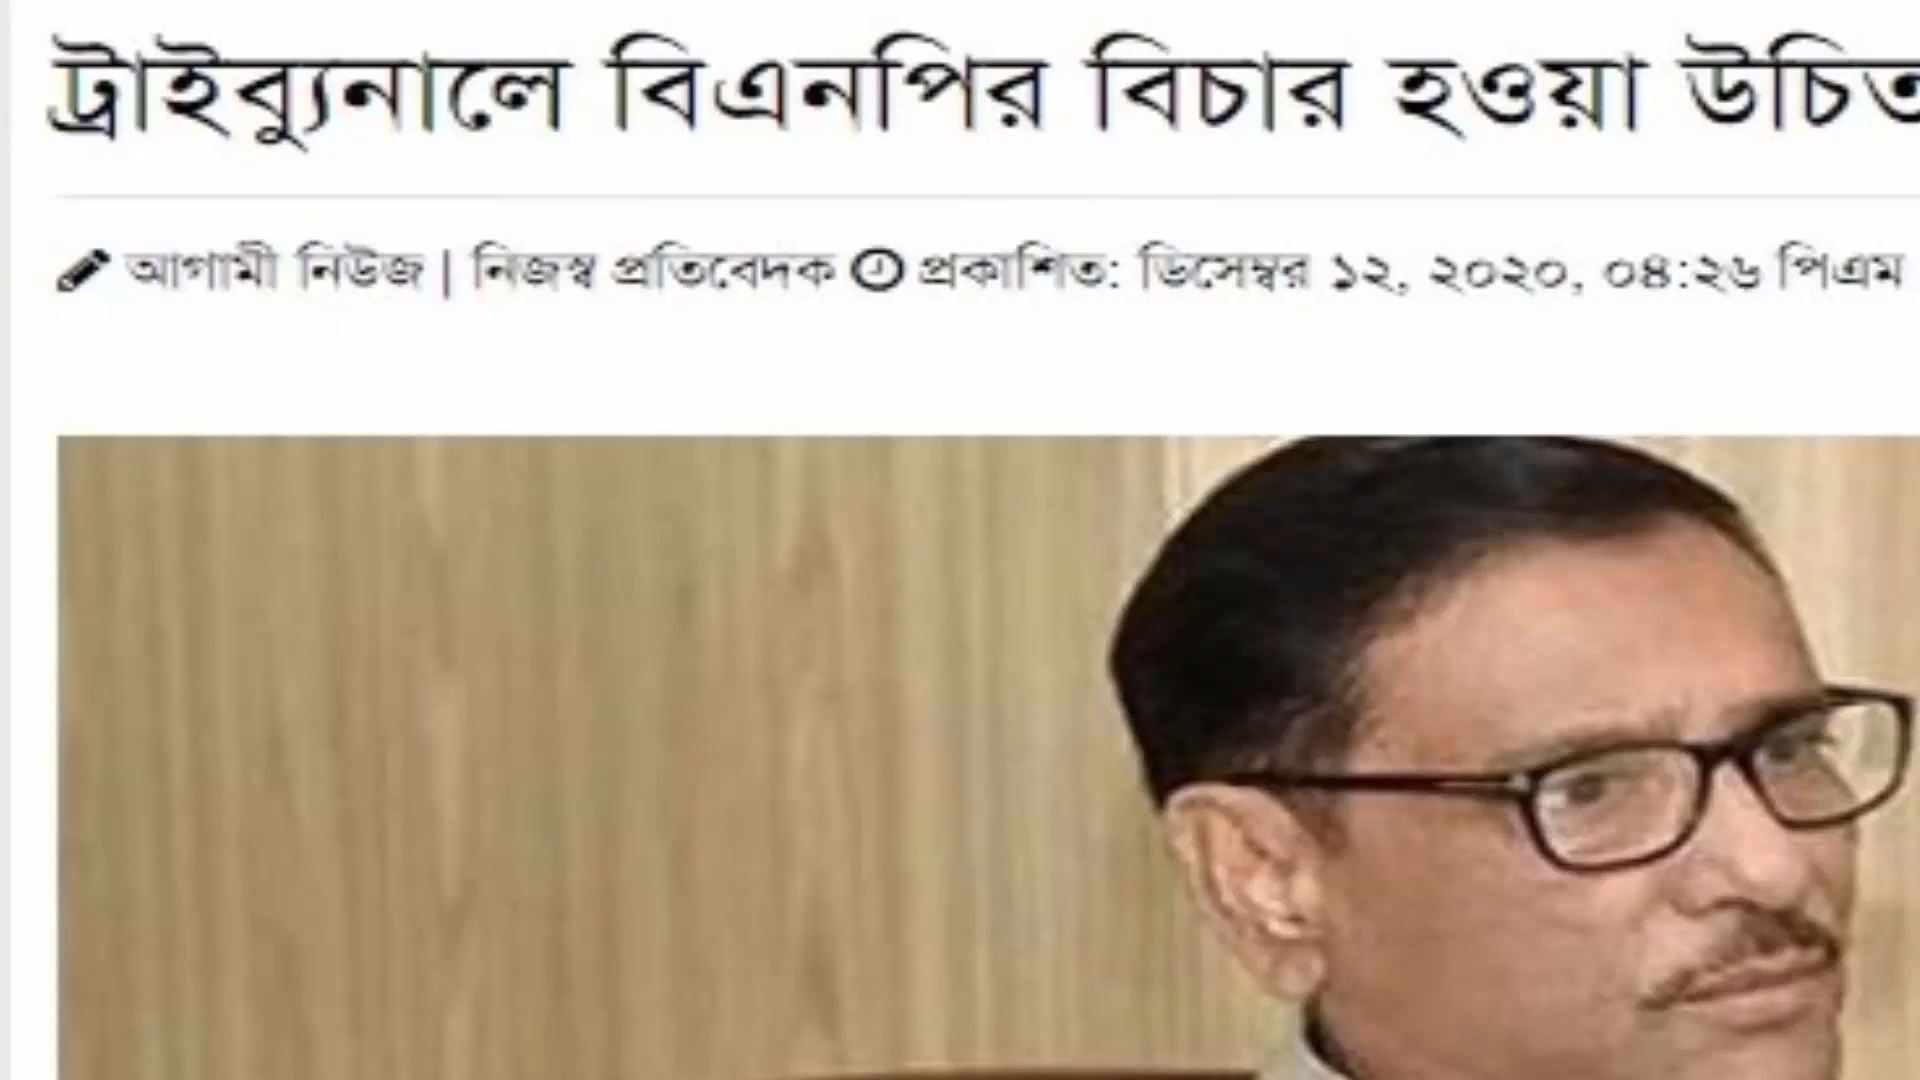 ট্রাইব্যুনালে বিএনপির বিচার হওয়া উচিত
আগামী নিউজ | নিজস্ব প্রতিবেদক প্রকাশিত: ডিসেম্বর ১২, ২০২০, ০৪:২৬ পিএম